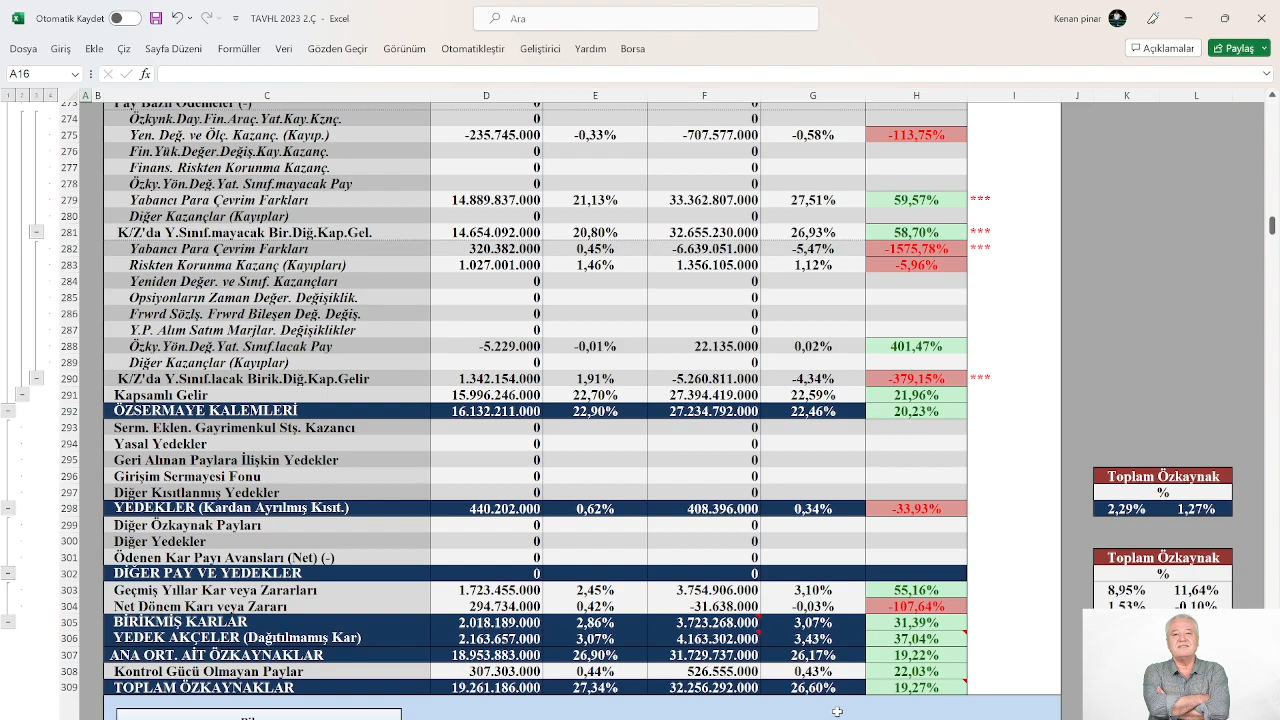 Otomatik Kaydet TAVHL 2023 2.Ç - Excel Ara Kenan pinar
Dosya Giriş Ekle Çiz Sayfa Düzeni Formüller Veri Gözden Geçir Görünüm Otomatikleştir Geliştirici Yardım Borsa Açıklamalar Paylaş
A16 fx
1 2 3 4 A B C D E F G H I J K L
273 Pay Bazlı Ödemeler (-) 0 0
274 Özkynk.Day.Fin.Araç.Yat.Kay.Kznç. 0 0
275 Yen. Değ. ve Ölç. Kazanç. (Kayıp.) -235.745.000 -0,33% -707.577.000 -0,58% -113,75%
276 Fin.Yük.Değer.Değiş.Kay.Kazanç. 0 0
277 Finans. Riskten Korunma Kazanç. 0 0
278 Özky.Yön.Değ.Yat. Sınıf.mayacak Pay 0 0
279 Yabancı Para Çevrim Farkları 14.889.837.000 21,13% 33.362.807.000 27,51% 59,57% ***
280 Diğer Kazançlar (Kayıplar) 0 0
281 K/Z'da Y.Sınıf.mayacak Bir.Diğ.Kap.Gel. 14.654.092.000 20,80% 32.655.230.000 26,93% 58,70% ***
282 Yabancı Para Çevrim Farkları 320.382.000 0,45% -6.639.051.000 -5,47% -1575,78% ***
283 Riskten Korunma Kazanç (Kayıpları) 1.027.001.000 1,46% 1.356.105.000 1,12% -5,96%
284 Yeniden Değer. ve Sınıf. Kazançları 0 0
285 Opsiyonların Zaman Değer. Değişiklik. 0 0
286 Frwrd Sözlş. Frwrd Bileşen Değ. Değiş. 0 0
287 Y.P. Alım Satım Marjlar. Değişiklikler 0 0
288 Özky.Yön.Değ.Yat. Sınıf.lacak Pay -5.229.000 -0,01% 22.135.000 0,02% 401,47%
289 Diğer Kazançlar (Kayıplar) 0 0
290 K/Z'da Y.Sınıf.lacak Birik.Diğ.Kap.Gelir 1.342.154.000 1,91% -5.260.811.000 -4,34% -379,15% ***
291 Kapsamlı Gelir 15.996.246.000 22,70% 27.394.419.000 22,59% 21,96%
292 ÖZSERMAYE KALEMLERİ 16.132.211.000 22,90% 27.234.792.000 22,46% 20,23%
293 Serm. Eklen. Gayrimenkul Stş. Kazancı 0 0
294 Yasal Yedekler 0 0
295 Geri Alınan Paylara İlişkin Yedekler 0 0
296 Girişim Sermayesi Fonu 0 0 Toplam Özkaynak
297 Diğer Kısıtlanmış Yedekler 0 0 %
298 YEDEKLER (Kardan Ayrılmış Kısıt.) 440.202.000 0,62% 408.396.000 0,34% -33,93% 2,29% 1,27%
299 Diğer Özkaynak Payları 0 0
300 Diğer Yedekler 0 0
301 Ödenen Kar Payı Avansları (Net) (-) 0 0 Toplam Özkaynak
302 DİĞER PAY VE YEDEKLER 0 0 %
303 Geçmiş Yıllar Kar veya Zararları 1.723.455.000 2,45% 3.754.906.000 3,10% 55,16% 8,95% 11,64%
304 Net Dönem Karı veya Zararı 294.734.000 0,42% -31.638.000 -0,03% -107,64% 1,53% -0,10%
305 BİRİKMİŞ KARLAR 2.018.189.000 2,86% 3.723.268.000 3,07% 31,39%
306 YEDEK AKÇELER (Dağıtılmamış Kar) 2.163.657.000 3,07% 4.163.302.000 3,43% 37,04%
307 ANA ORT. AİT ÖZKAYNAKLAR 18.953.883.000 26,90% 31.729.737.000 26,17% 19,22%
308 Kontrol Gücü Olmayan Paylar 307.303.000 0,44% 526.555.000 0,43% 22,03%
309 TOPLAM ÖZKAYNAKLAR 19.261.186.000 27,34% 32.256.292.000 26,60% 19,27%